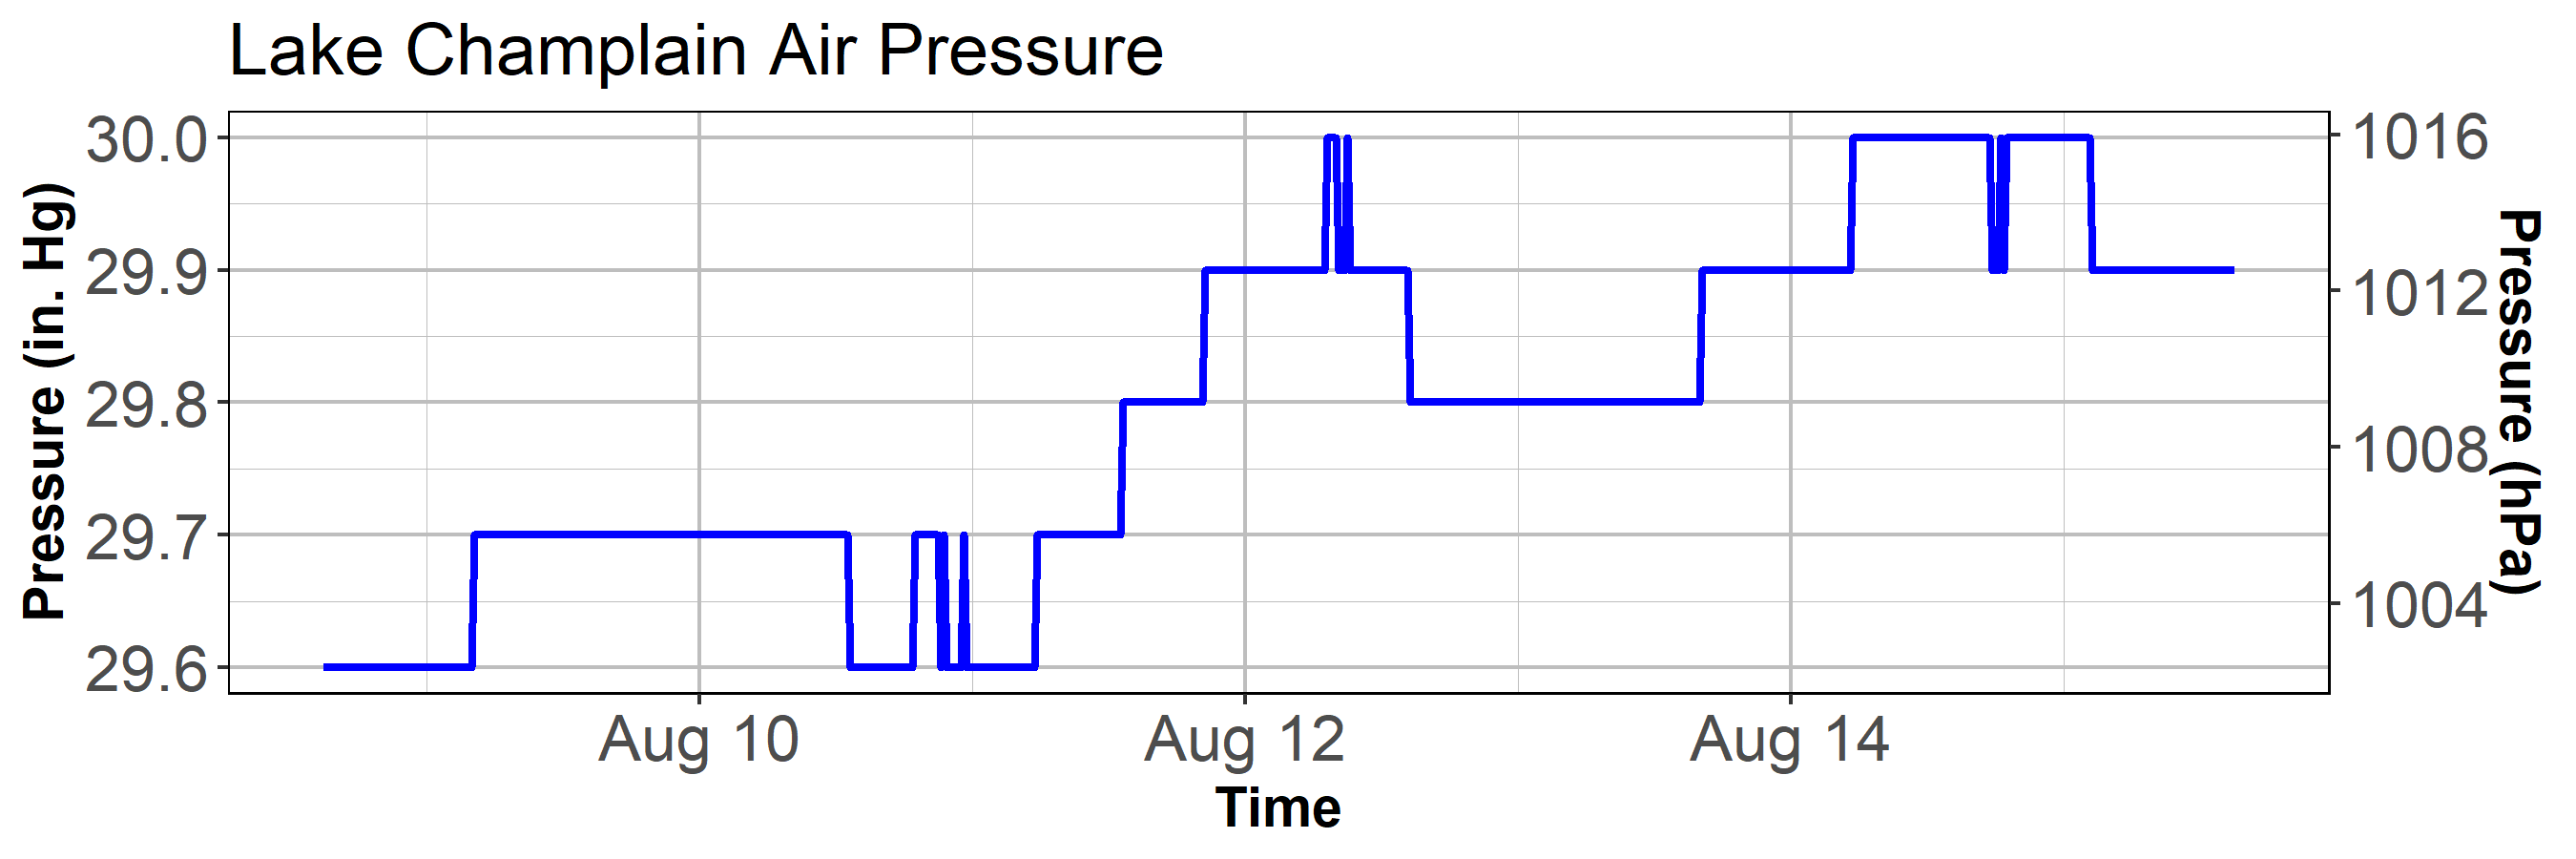 Lake Champlain Air Pressure
Pressure (in. Hg)
30.0
29.9
29.8
29.7
29.6
1016
1012
1008
1004
Pressure (hPa)
Aug 10 Aug 12 Aug 14
Time